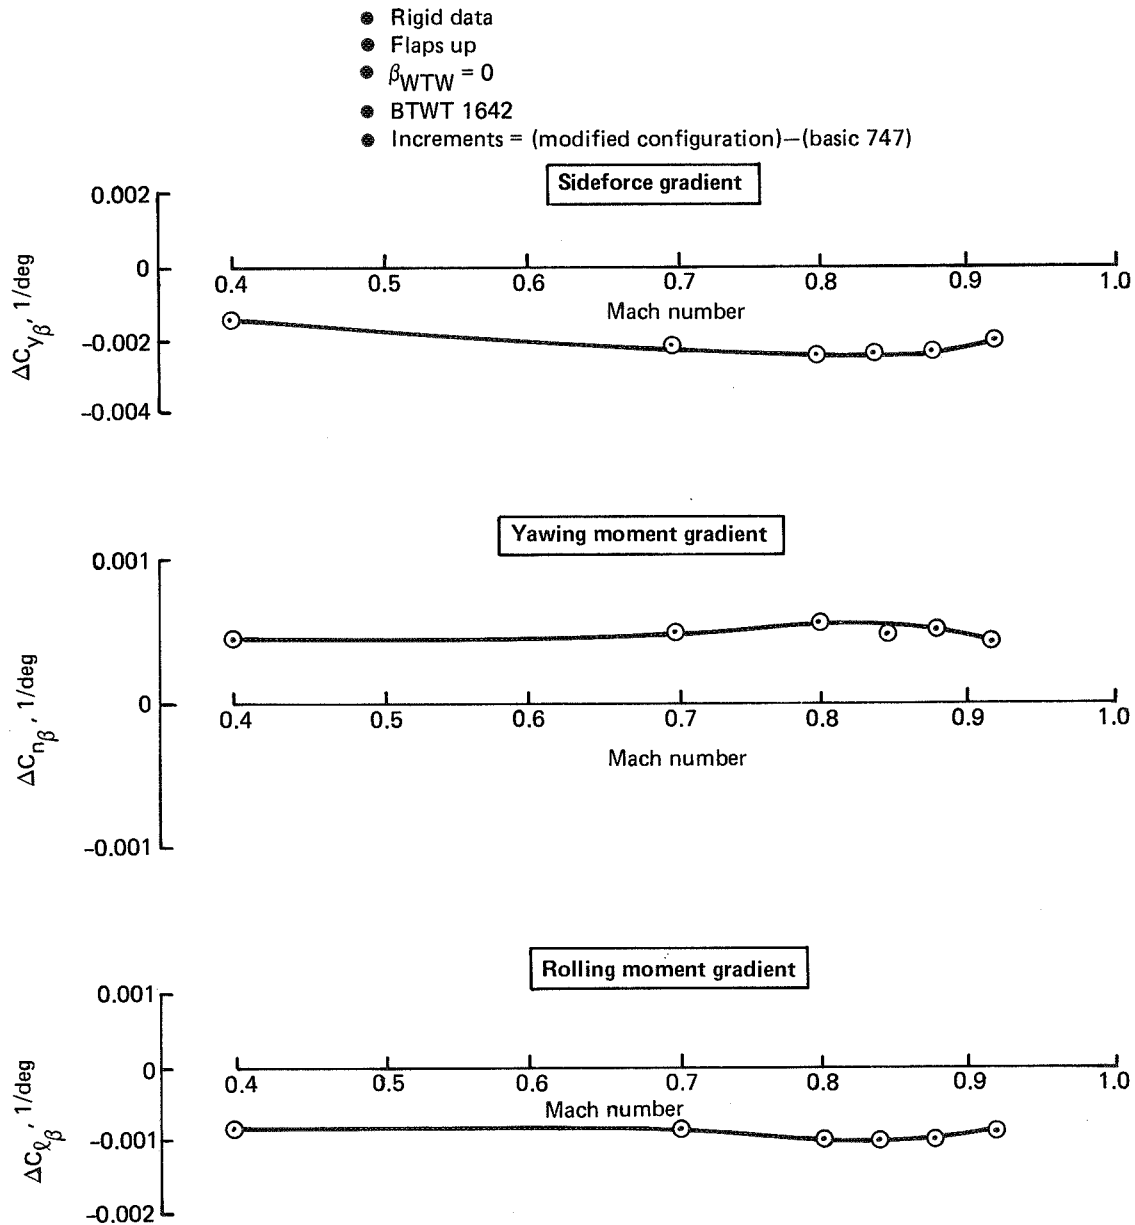 ● Rigid data
● Flaps up
● βWTW = 0
● BTWT 1642
● Increments = (modified configuration)–(basic 747)
Sideforce gradient
0.002
0
-0.002
-0.004
ΔCyβ, 1/deg
0.4 0.5 0.6 0.7 0.8 0.9 1.0
Mach number
Yawing moment gradient
0.001
0
-0.001
ΔCnβ, 1/deg
0.4 0.5 0.6 0.7 0.8 0.9 1.0
Mach number
Rolling moment gradient
0.001
0
-0.001
-0.002
ΔCℓβ, 1/deg
0.4 0.5 0.6 0.7 0.8 0.9 1.0
Mach number